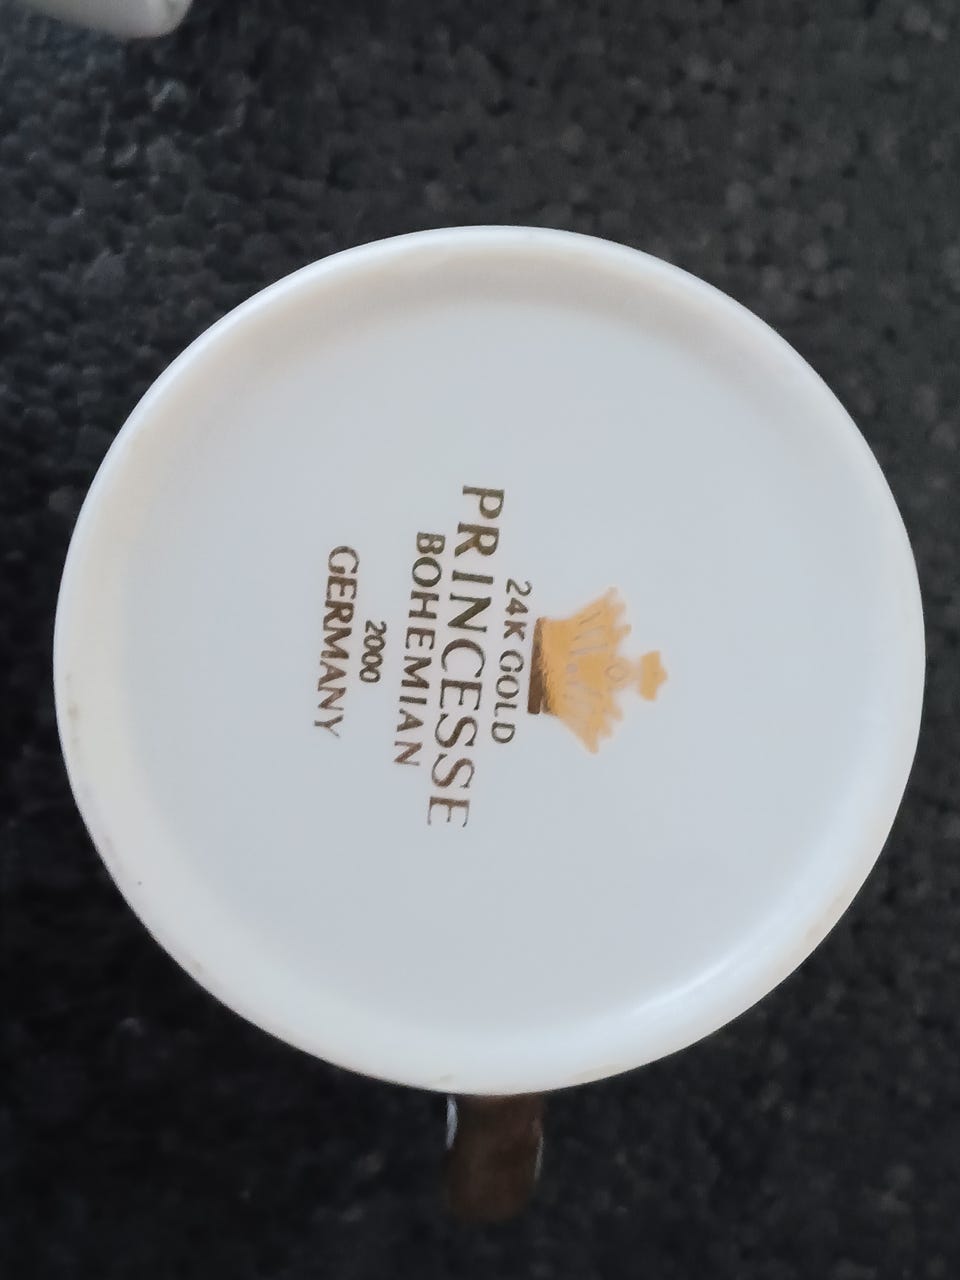 24K GOLD
PRINCESSE
BOHEMIAN
2000
GERMANY